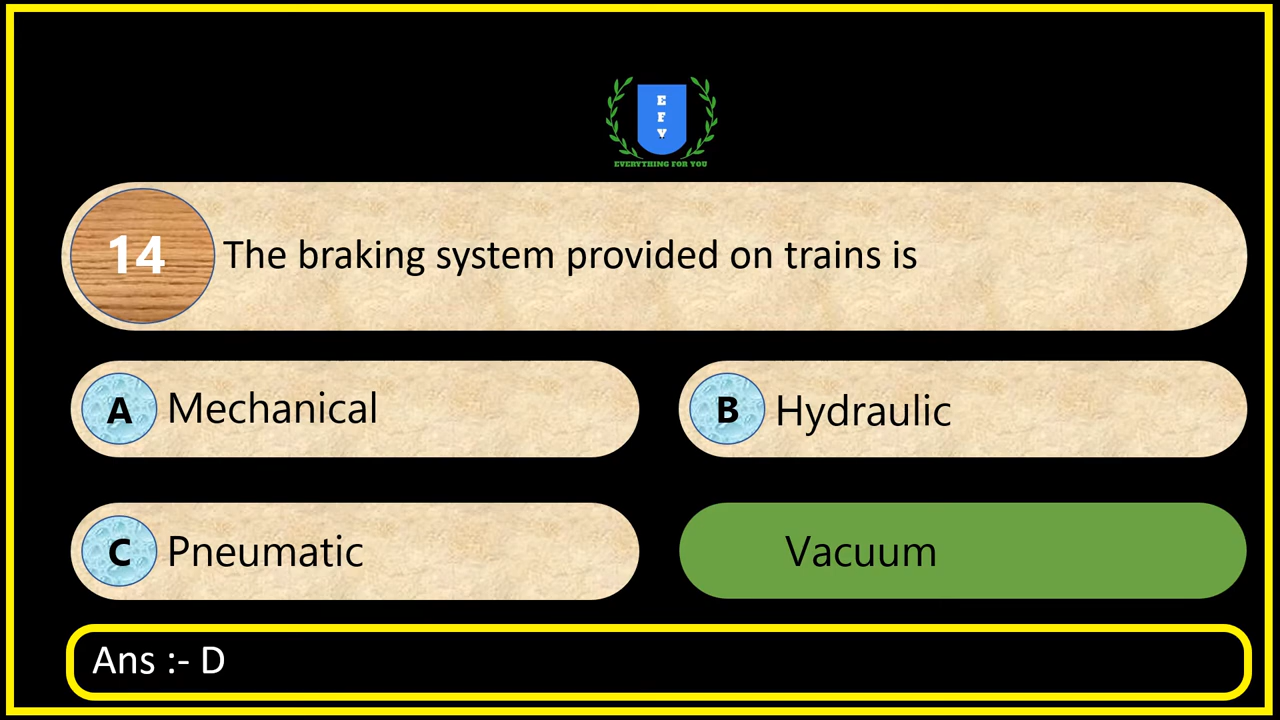 E
F
Y
EVERYTHING FOR YOU
14 The braking system provided on trains is
A Mechanical
B Hydraulic
C Pneumatic
Vacuum
Ans :- D